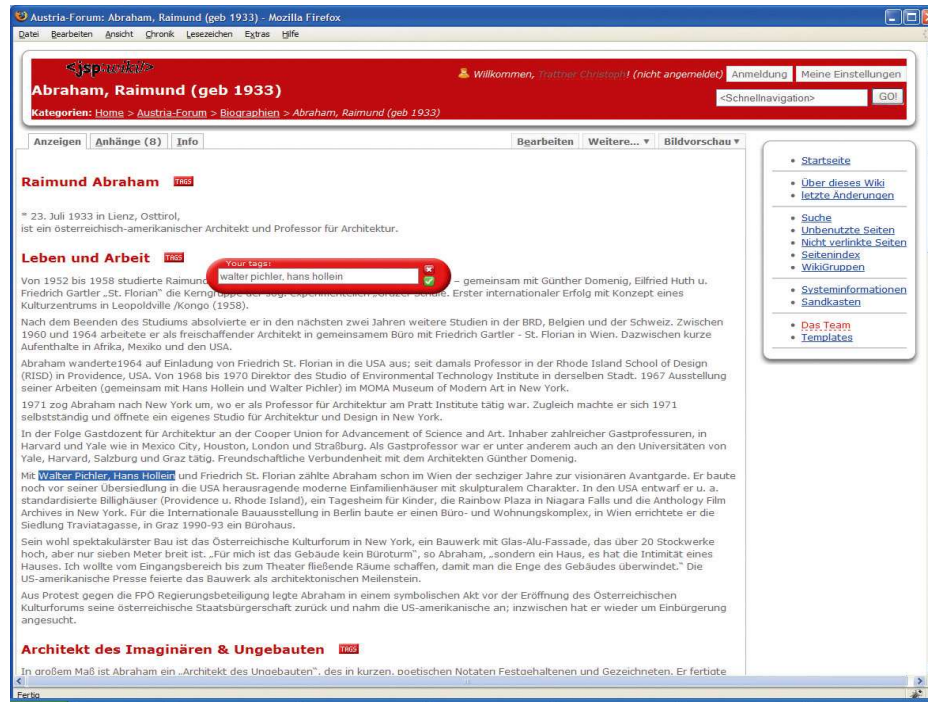 Austria-Forum: Abraham, Raimund (geb 1933) - Mozilla Firefox
Datei Bearbeiten Ansicht Chronik Lesezeichen Extras Hilfe
<jspwiki/>
Willkommen, Trattner Christoph! (nicht angemeldet) Anmeldung Meine Einstellungen
Abraham, Raimund (geb 1933)
<Schnellnavigation> GO!
Kategorien: Home > Austria-Forum > Biographien > Abraham, Raimund (geb 1933)
Anzeigen Anhänge (8) Info Bearbeiten Weitere... Bildvorschau
Raimund Abraham TAGS
* 23. Juli 1933 in Lienz, Osttirol,
ist ein österreichisch-amerikanischer Architekt und Professor für Architektur.
Leben und Arbeit TAGS
Your tags:
walter pichler, hans hollein
Von 1952 bis 1958 studierte Raimund – gemeinsam mit Günther Domenig, Eilfried Huth u.
Friedrich Gartler „St. Florian" die Kerngruppe der sog. experimentellen „Grazer Schule. Erster internationaler Erfolg mit Konzept eines
Kulturzentrums in Leopoldville /Kongo (1958).
Nach dem Beenden des Studiums absolvierte er in den nächsten zwei Jahren weitere Studien in der BRD, Belgien und der Schweiz. Zwischen
1960 und 1964 arbeitete er als freischaffender Architekt in gemeinsamem Büro mit Friedrich Gartler - St. Florian in Wien. Dazwischen kurze
Aufenthalte in Afrika, Mexiko und den USA.
Abraham wanderte1964 auf Einladung von Friedrich St. Florian in die USA aus; seit damals Professor in der Rhode Island School of Design
(RISD) in Providence, USA. Von 1968 bis 1970 Direktor des Studio of Environmental Technology Institute in derselben Stadt. 1967 Ausstellung
seiner Arbeiten (gemeinsam mit Hans Hollein und Walter Pichler) im MOMA Museum of Modern Art in New York.
1971 zog Abraham nach New York um, wo er als Professor für Architektur am Pratt Institute tätig war. Zugleich machte er sich 1971
selbstständig und öffnete ein eigenes Studio für Architektur und Design in New York.
In der Folge Gastdozent für Architektur an der Cooper Union for Advancement of Science and Art. Inhaber zahlreicher Gastprofessuren, in
Harvard und Yale wie in Mexico City, Houston, London und Straßburg. Als Gastprofessor war er unter anderem auch an den Universitäten von
Yale, Harvard, Salzburg und Graz tätig. Freundschaftliche Verbundenheit mit dem Architekten Günther Domenig.
Mit Walter Pichler, Hans Hollein und Friedrich St. Florian zählte Abraham schon im Wien der sechziger Jahre zur visionären Avantgarde. Er baute
noch vor seiner Übersiedlung in die USA herausragende moderne Einfamilienhäuser mit skulpturalem Charakter. In den USA entwarf er u. a.
standardisierte Billighäuser (Providence u. Rhode Island), ein Tagesheim für Kinder, die Rainbow Plaza in Niagara Falls und die Anthology Film
Archives in New York. Für die Internationale Bauausstellung in Berlin baute er einen Büro- und Wohnungskomplex, in Wien errichtete er die
Siedlung Traviatagasse, in Graz 1990-93 ein Bürohaus.
Sein wohl spektakulärster Bau ist das Österreichische Kulturforum in New York, ein Bauwerk mit Glas-Alu-Fassade, das über 20 Stockwerke
hoch, aber nur sieben Meter breit ist. „Für mich ist das Gebäude kein Büroturm", so Abraham, „sondern ein Haus, es hat die Intimität eines
Hauses. Ich wollte vom Eingangsbereich bis zum Theater fließende Räume schaffen, damit man die Enge des Gebäudes überwindet." Die
US-amerikanische Presse feierte das Bauwerk als architektonischen Meilenstein.
Aus Protest gegen die FPÖ Regierungsbeteiligung legte Abraham in einem symbolischen Akt vor der Eröffnung des Österreichischen
Kulturforums seine österreichische Staatsbürgerschaft zurück und nahm die US-amerikanische an; inzwischen hat er wieder um Einbürgerung
angesucht.
Architekt des Imaginären & Ungebauten TAGS
In großem Maß ist Abraham ein „Architekt des Ungebauten", des in kurzen, poetischen Notaten Festgehaltenen und Gezeichneten. Er fertigte
Startseite
Über dieses Wiki
letzte Änderungen
Suche
Unbenutzte Seiten
Nicht verlinkte Seiten
Seitenindex
WikiGruppen
Systeminformationen
Sandkasten
Das Team
Templates
Fertig